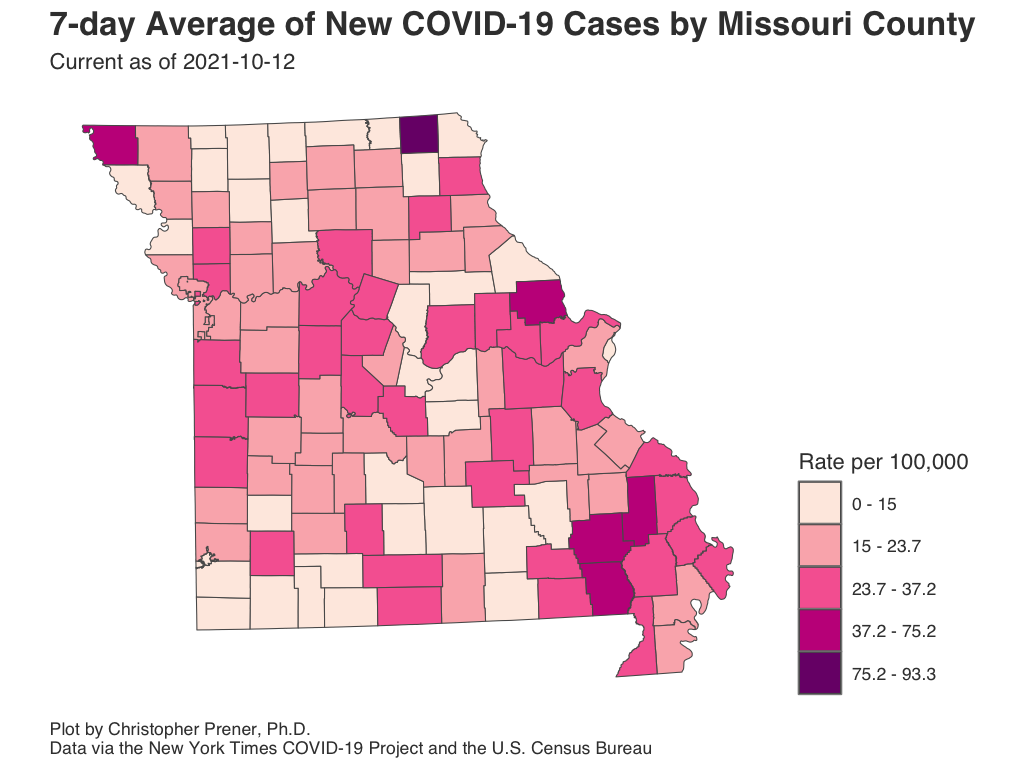 7-day Average of New COVID-19 Cases by Missouri County
Current as of 2021-10-12
Rate per 100,000
0 - 15
15 - 23.7
23.7 - 37.2
37.2 - 75.2
75.2 - 93.3
Plot by Christopher Prener, Ph.D.
Data via the New York Times COVID-19 Project and the U.S. Census Bureau